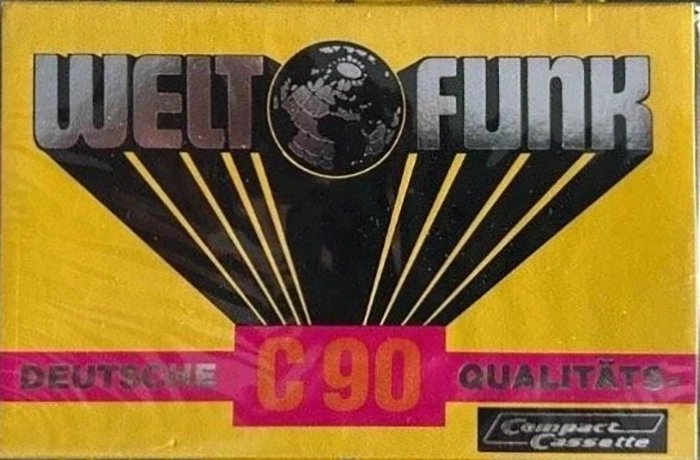 WELT FUNK
DEUTSCHE C 90 QUALITÄTS-
Compact
Cassette